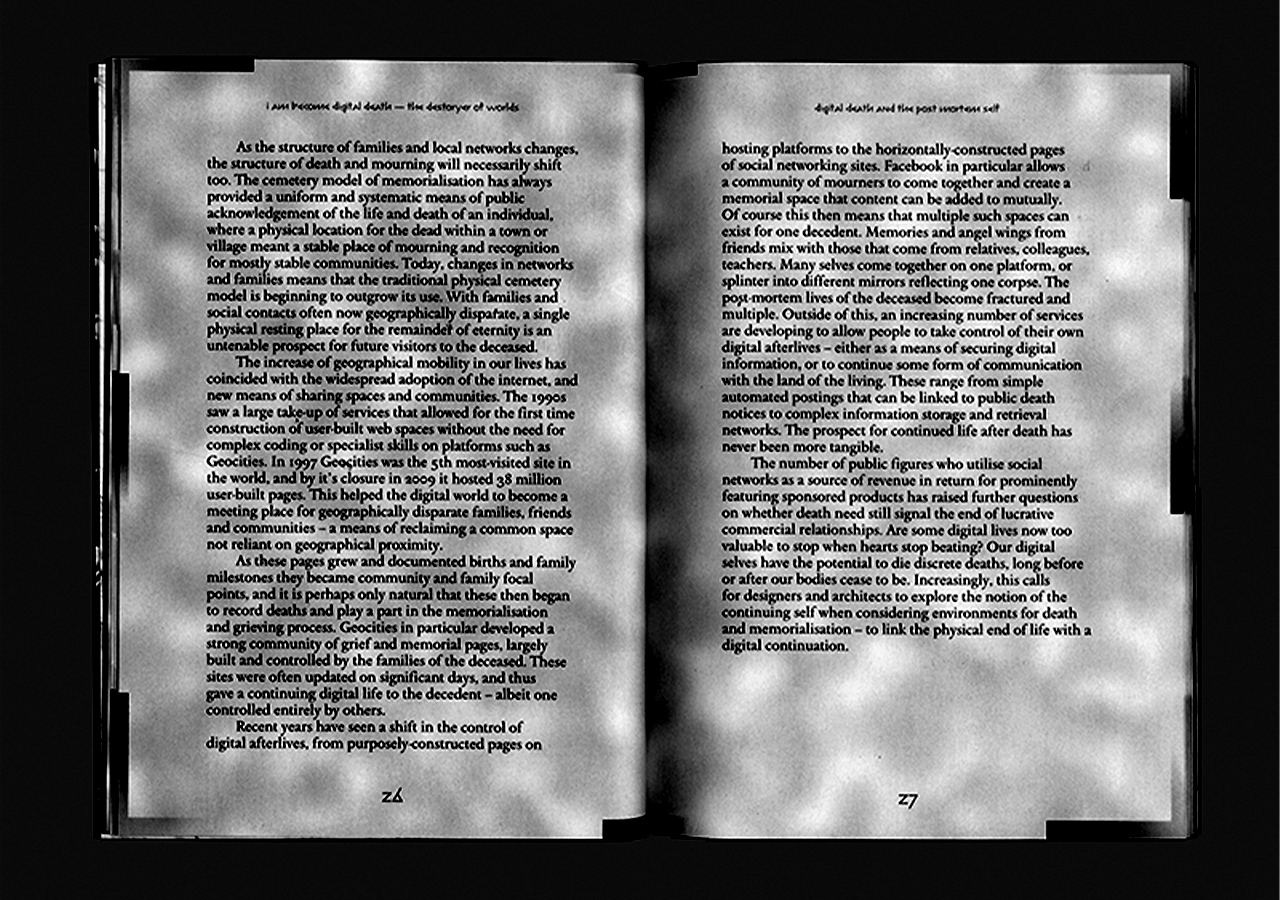 i am become digital death — the destoryer of worlds
As the structure of families and local networks changes,
the structure of death and mourning will necessarily shift
too. The cemetery model of memorialisation has always
provided a uniform and systematic means of public
acknowledgement of the life and death of an individual,
where a physical location for the dead within a town or
village meant a stable place of mourning and recognition
for mostly stable communities. Today, changes in networks
and families means that the traditional physical cemetery
model is beginning to outgrow its use. With families and
social contacts often now geographically disparate, a single
physical resting place for the remainder of eternity is an
untenable prospect for future visitors to the deceased.
The increase of geographical mobility in our lives has
coincided with the widespread adoption of the internet, and
new means of sharing spaces and communities. The 1990s
saw a large take-up of services that allowed for the first time
construction of user-built web spaces without the need for
complex coding or specialist skills on platforms such as
Geocities. In 1997 Geocities was the 5th most-visited site in
the world, and by it's closure in 2009 it hosted 38 million
user-built pages. This helped the digital world to become a
meeting place for geographically disparate families, friends
and communities – a means of reclaiming a common space
not reliant on geographical proximity.
As these pages grew and documented births and family
milestones they became community and family focal
points, and it is perhaps only natural that these then began
to record deaths and play a part in the memorialisation
and grieving process. Geocities in particular developed a
strong community of grief and memorial pages, largely
built and controlled by the families of the deceased. These
sites were often updated on significant days, and thus
gave a continuing digital life to the decedent – albeit one
controlled entirely by others.
Recent years have seen a shift in the control of
digital afterlives, from purposely-constructed pages on
26
digital death and the post mortem self
hosting platforms to the horizontally-constructed pages
of social networking sites. Facebook in particular allows
a community of mourners to come together and create a
memorial space that content can be added to mutually.
Of course this then means that multiple such spaces can
exist for one decedent. Memories and angel wings from
friends mix with those that come from relatives, colleagues,
teachers. Many selves come together on one platform, or
splinter into different mirrors reflecting one corpse. The
post-mortem lives of the deceased become fractured and
multiple. Outside of this, an increasing number of services
are developing to allow people to take control of their own
digital afterlives – either as a means of securing digital
information, or to continue some form of communication
with the land of the living. These range from simple
automated postings that can be linked to public death
notices to complex information storage and retrieval
networks. The prospect for continued life after death has
never been more tangible.
The number of public figures who utilise social
networks as a source of revenue in return for prominently
featuring sponsored products has raised further questions
on whether death need still signal the end of lucrative
commercial relationships. Are some digital lives now too
valuable to stop when hearts stop beating? Our digital
selves have the potential to die discrete deaths, long before
or after our bodies cease to be. Increasingly, this calls
for designers and architects to explore the notion of the
continuing self when considering environments for death
and memorialisation – to link the physical end of life with a
digital continuation.
27